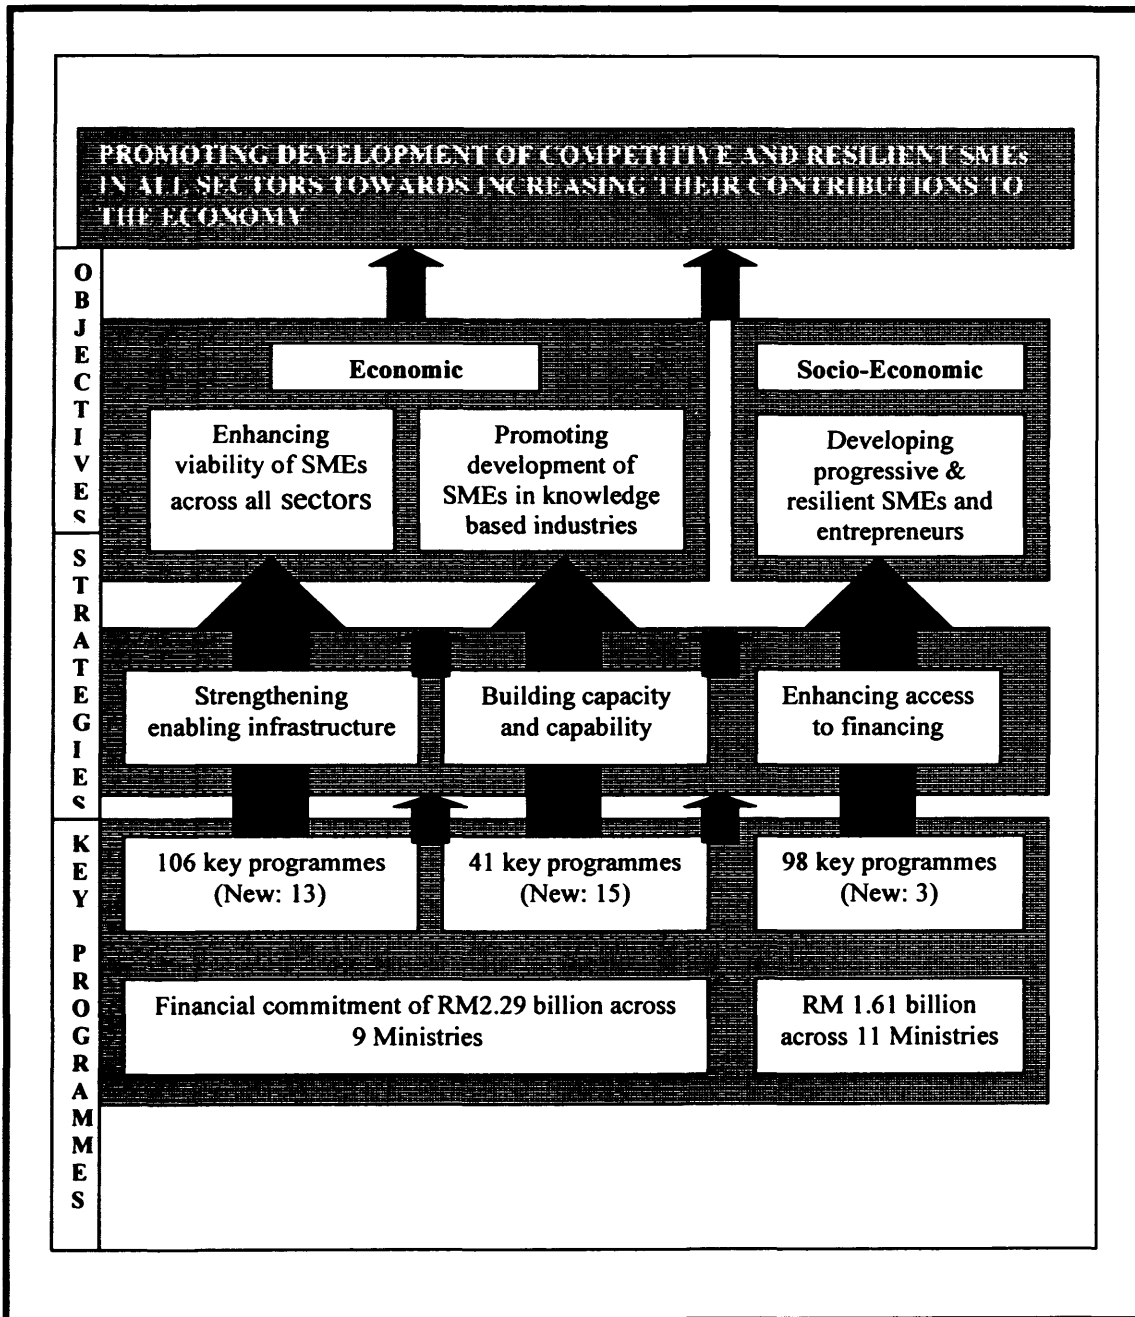 PROMOTING DEVELOPMENT OF COMPETITIVE AND RESILIENT SMEs
IN ALL SECTORS TOWARDS INCREASING THEIR CONTRIBUTIONS TO
THE ECONOMY
OBJECTIVES
Economic
Socio-Economic
Enhancing
viability of SMEs
across all sectors
Promoting
development of
SMEs in knowledge
based industries
Developing
progressive &
resilient SMEs and
entrepreneurs
STRATEGIES
Strengthening
enabling infrastructure
Building capacity
and capability
Enhancing access
to financing
KEY PROGRAMMES
106 key programmes
(New: 13)
41 key programmes
(New: 15)
98 key programmes
(New: 3)
Financial commitment of RM2.29 billion across
9 Ministries
RM 1.61 billion
across 11 Ministries